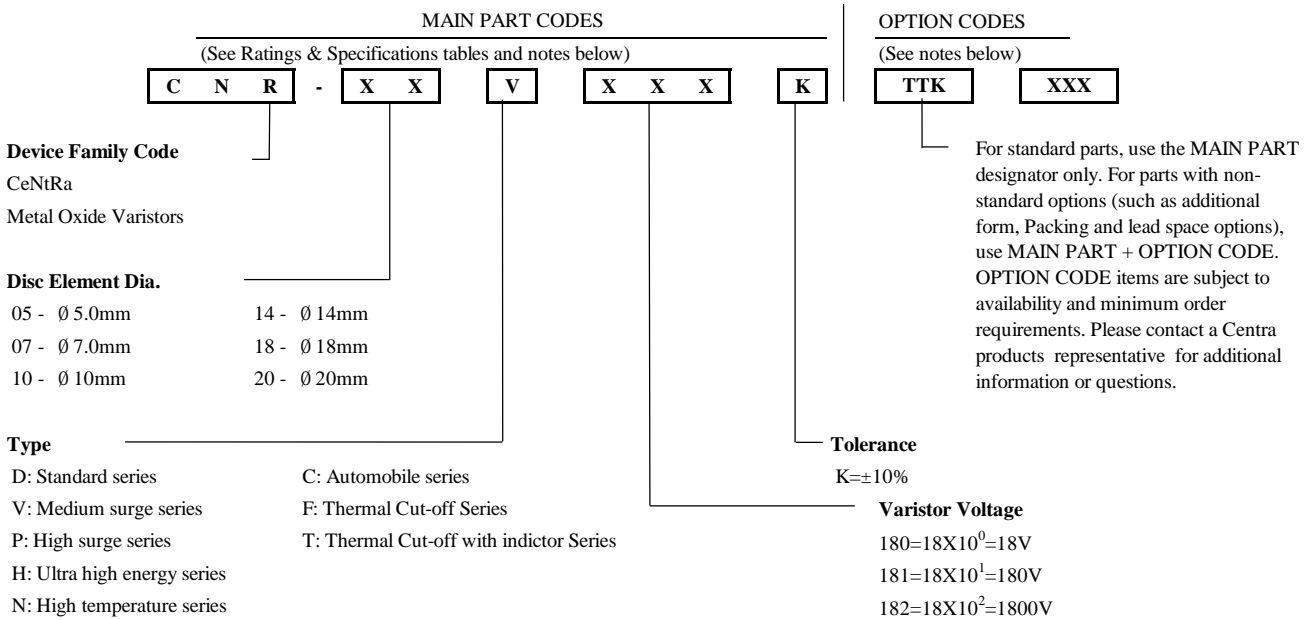 MAIN PART CODES
OPTION CODES
(See Ratings & Specifications tables and notes below)
(See notes below)
C N R - X X V X X X K TTK XXX
Device Family Code
CeNtRa
Metal Oxide Varistors
For standard parts, use the MAIN PART
designator only. For parts with non-
standard options (such as additional
form, Packing and lead space options),
use MAIN PART + OPTION CODE.
OPTION CODE items are subject to
availability and minimum order
requirements. Please contact a Centra
products representative for additional
information or questions.
Disc Element Dia.
05 - Ø 5.0mm 14 - Ø 14mm
07 - Ø 7.0mm 18 - Ø 18mm
10 - Ø 10mm 20 - Ø 20mm
Type
D: Standard series C: Automobile series
V: Medium surge series F: Thermal Cut-off Series
P: High surge series T: Thermal Cut-off with indictor Series
H: Ultra high energy series
N: High temperature series
Tolerance
K=±10%
Varistor Voltage
180=18X10⁰=18V
181=18X10¹=180V
182=18X10²=1800V